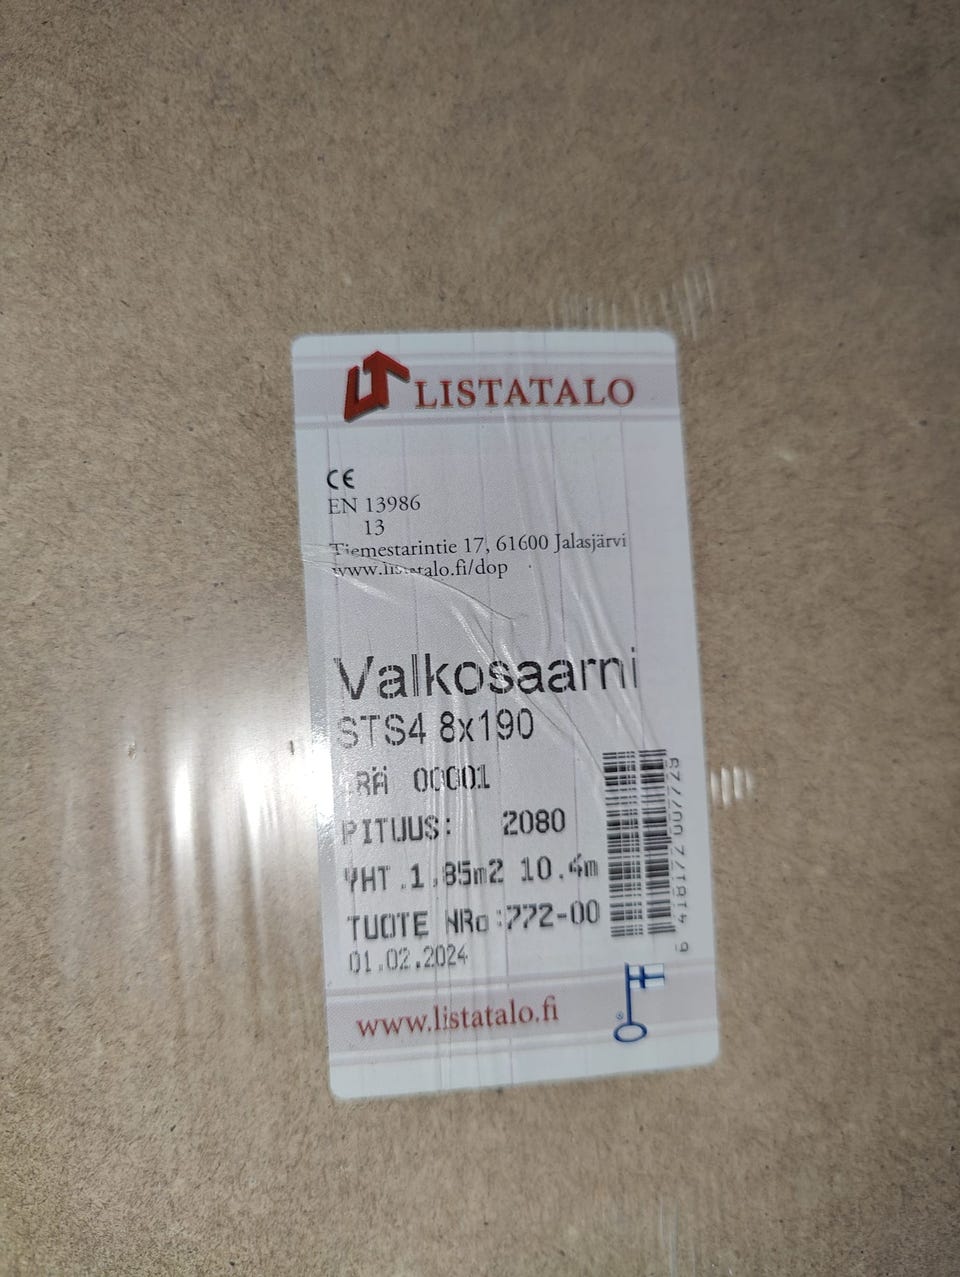 LISTATALO
CE
EN 13986
13
Tiemestarintie 17, 61600 Jalasjärvi
www.listatalo.fi/dop
Valkosaarni
STS4 8x190
ERÄ 00001
PITUUS: 2080
YHT.1,85m2 10.4m
TUOTE NRo:772-00
01.02.2024
www.listatalo.fi